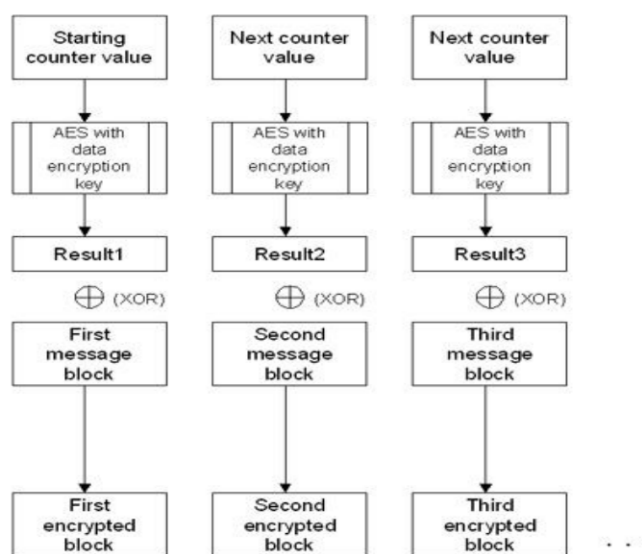 Starting
counter value
Next counter
value
Next counter
value
AES with
data
encryption
key
AES with
data
encryption
key
AES with
data
encryption
key
Result1
Result2
Result3
(XOR)
(XOR)
(XOR)
First
message
block
Second
message
block
Third
message
block
First
encrypted
block
Second
encrypted
block
Third
encrypted
block
. .